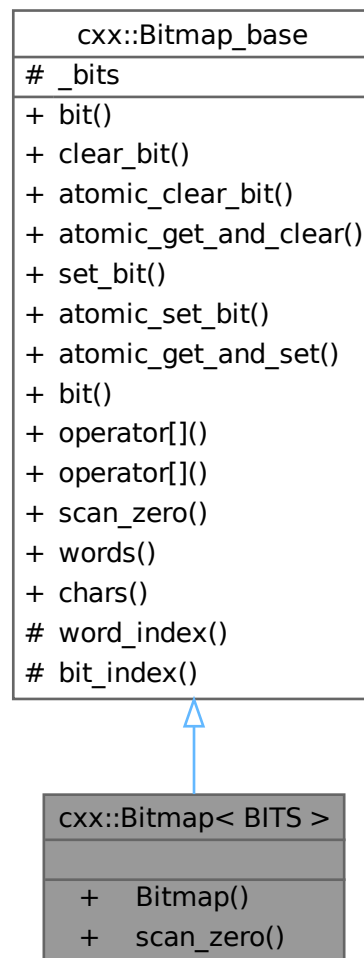 cxx::Bitmap_base
# _bits
+ bit()
+ clear_bit()
+ atomic_clear_bit()
+ atomic_get_and_clear()
+ set_bit()
+ atomic_set_bit()
+ atomic_get_and_set()
+ bit()
+ operator[]()
+ operator[]()
+ scan_zero()
+ words()
+ chars()
# word_index()
# bit_index()
cxx::Bitmap< BITS >
+ Bitmap()
+ scan_zero()